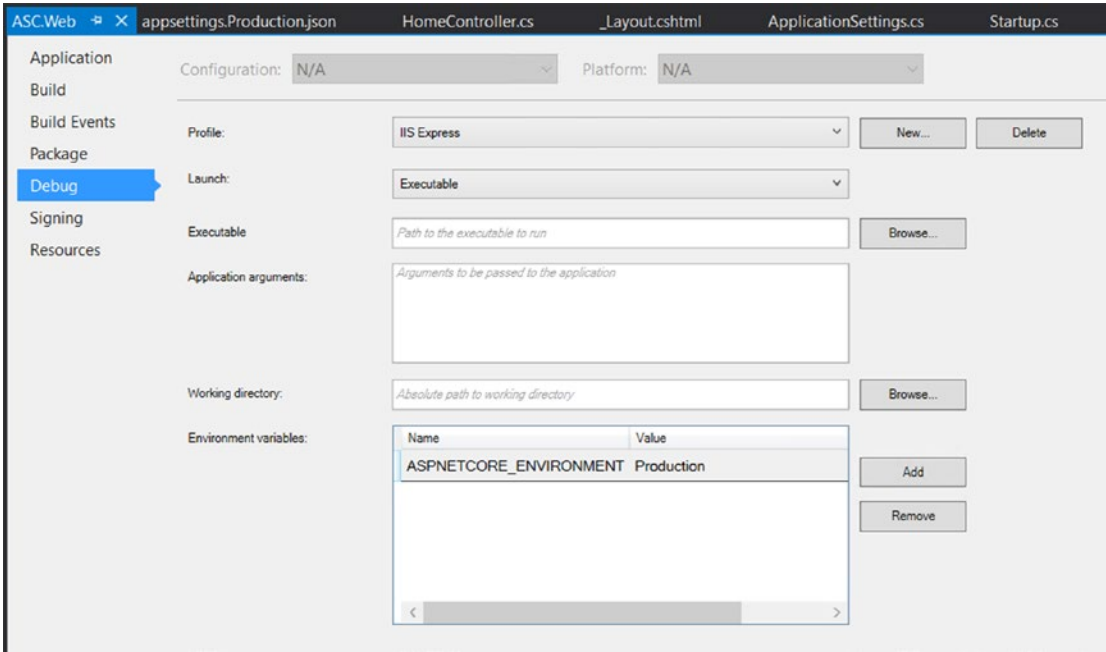 ASC.Web appsettings.Production.json HomeController.cs _Layout.cshtml ApplicationSettings.cs Startup.cs
Application
Build
Build Events
Package
Debug
Signing
Resources
Configuration: N/A Platform: N/A
Profile: IIS Express New... Delete
Launch: Executable
Executable Path to the executable to run Browse...
Application arguments: Arguments to be passed to the application
Working directory: Absolute path to working directory Browse...
Environment variables: Name Value
ASPNETCORE_ENVIRONMENT Production
Add
Remove